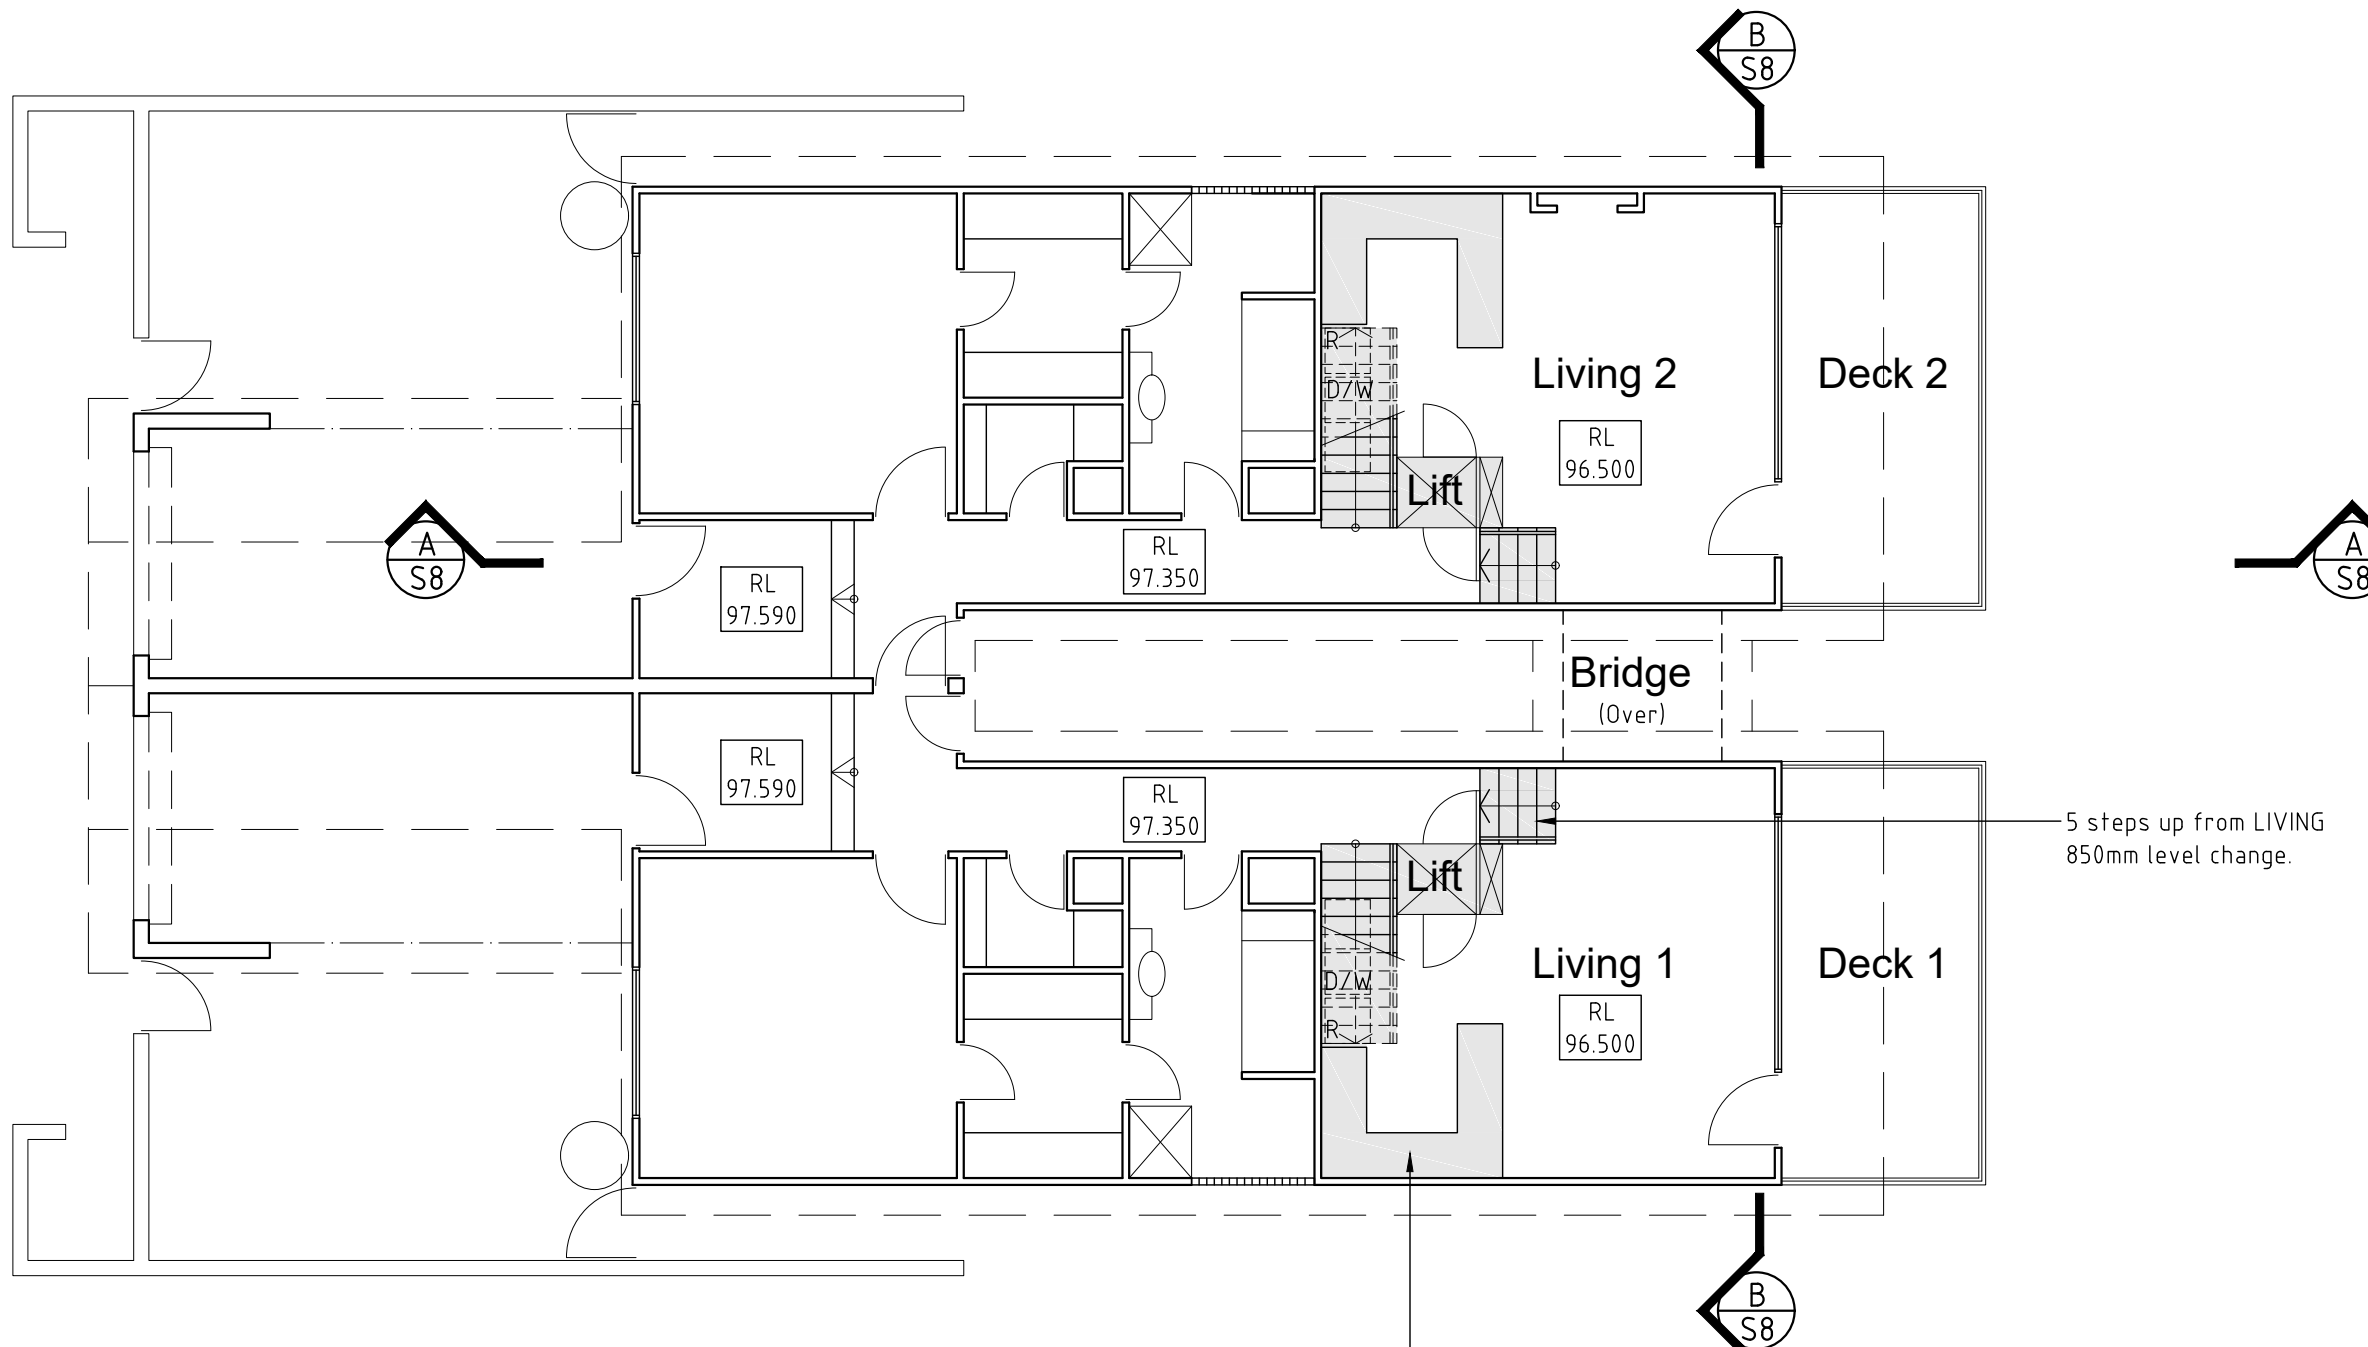 B
S8
Living 2
Deck 2
R
D/W
RL
96.500
Lift
A
S8
RL
97.350
A
S8
RL
97.590
Bridge
(Over)
RL
97.590
RL
97.350
5 steps up from LIVING
850mm level change.
Lift
Living 1
Deck 1
D/W
R
RL
96.500
B
S8